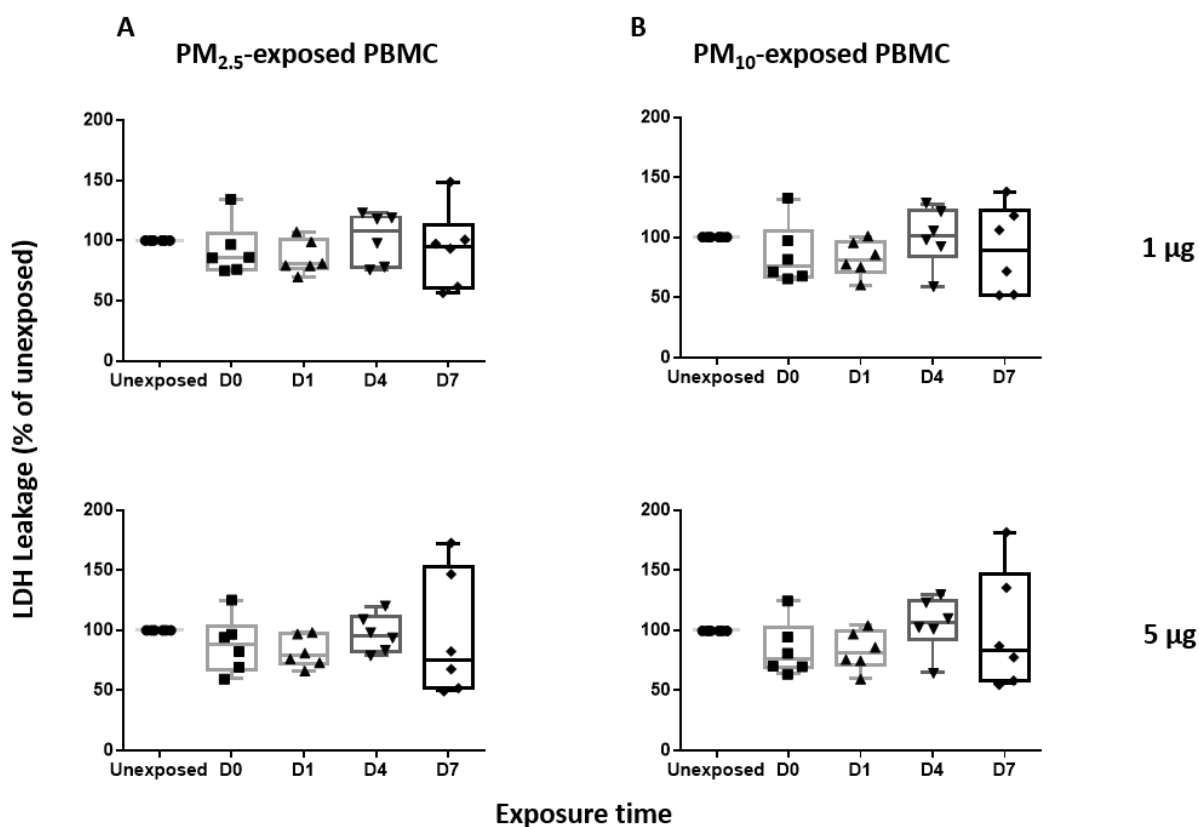 A
PM₂.₅-exposed PBMC
B
PM₁₀-exposed PBMC
LDH Leakage (% of unexposed)
200
150
100
50
0
Unexposed D0 D1 D4 D7
200
150
100
50
0
Unexposed D0 D1 D4 D7
1 µg
200
150
100
50
0
Unexposed D0 D1 D4 D7
200
150
100
50
0
Unexposed D0 D1 D4 D7
5 µg
Exposure time